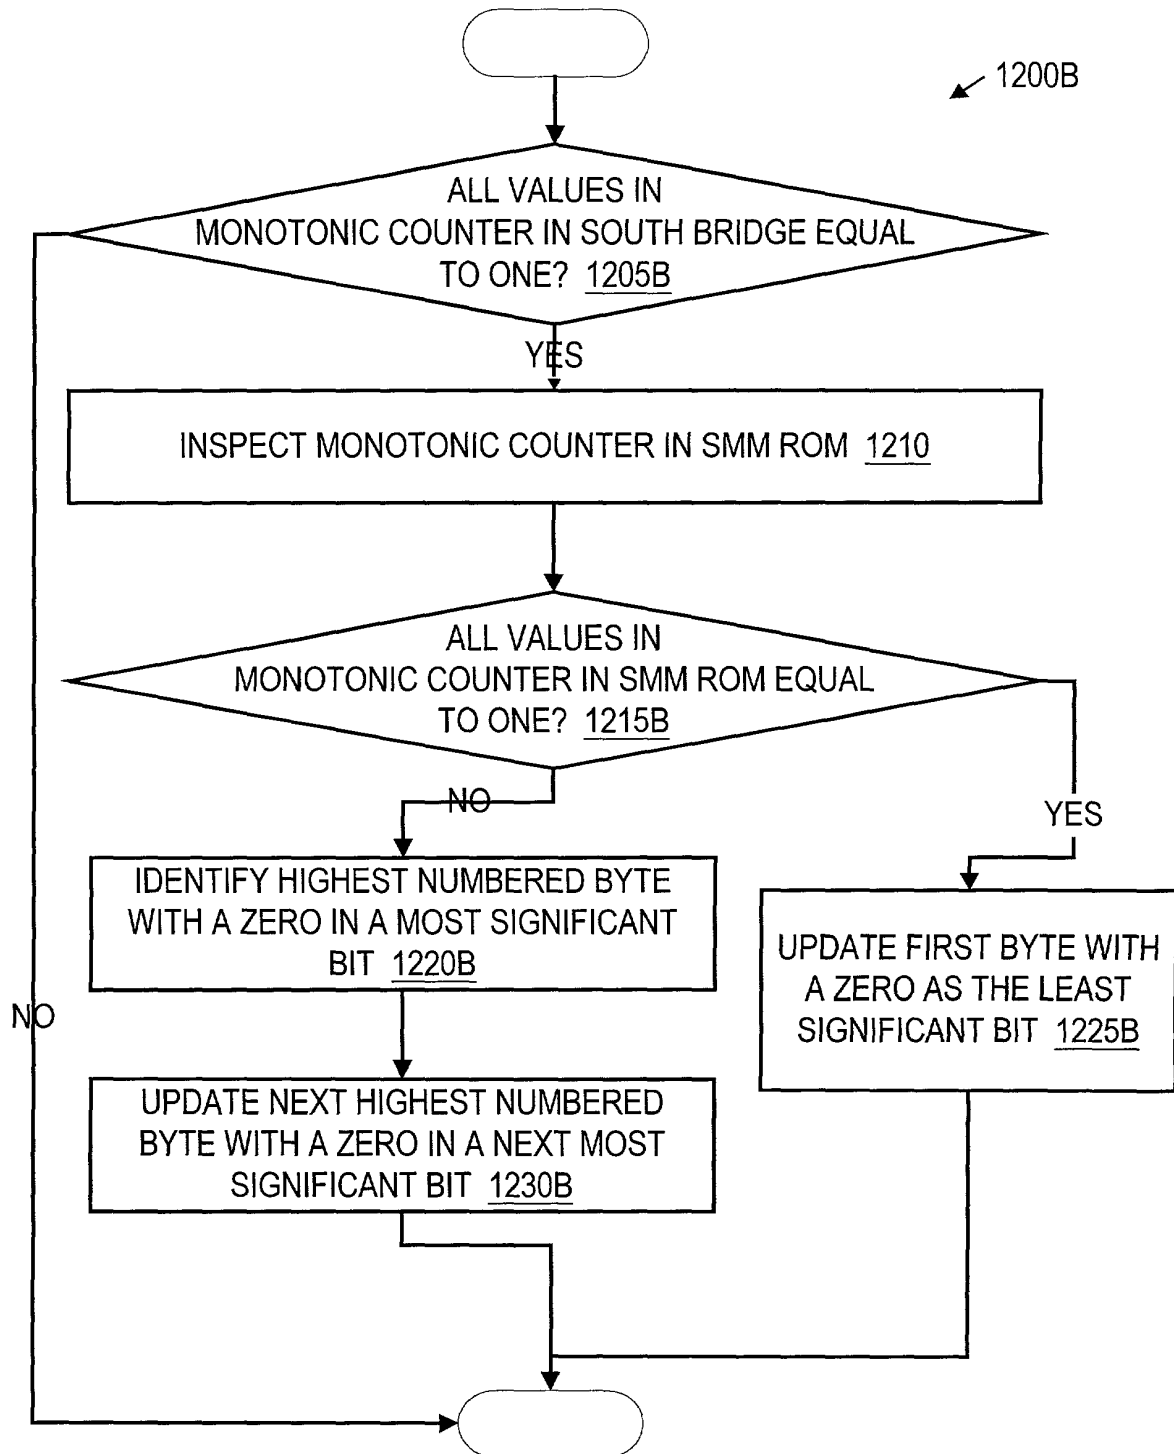 1200B
ALL VALUES IN
MONOTONIC COUNTER IN SOUTH BRIDGE EQUAL
TO ONE? 1205B
YES
INSPECT MONOTONIC COUNTER IN SMM ROM 1210
ALL VALUES IN
MONOTONIC COUNTER IN SMM ROM EQUAL
TO ONE? 1215B
NO
YES
IDENTIFY HIGHEST NUMBERED BYTE
WITH A ZERO IN A MOST SIGNIFICANT
BIT 1220B
UPDATE FIRST BYTE WITH
A ZERO AS THE LEAST
SIGNIFICANT BIT 1225B
NO
UPDATE NEXT HIGHEST NUMBERED
BYTE WITH A ZERO IN A NEXT MOST
SIGNIFICANT BIT 1230B